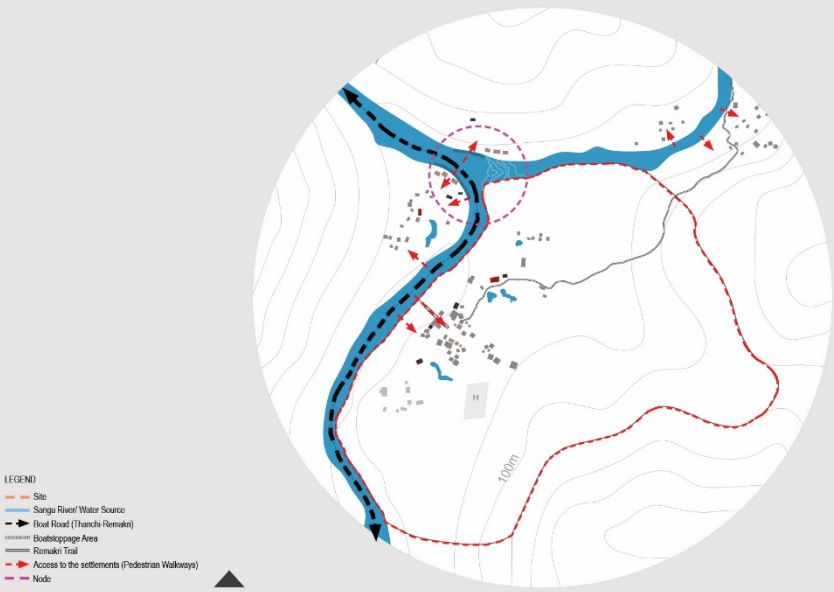 H
100m
LEGEND
Site
Sangu River/ Water Source
Boat Road (Thanchi-Remakri)
Boatstoppage Area
Remakri Trail
Access to the settlements (Pedestrian Walkways)
Node